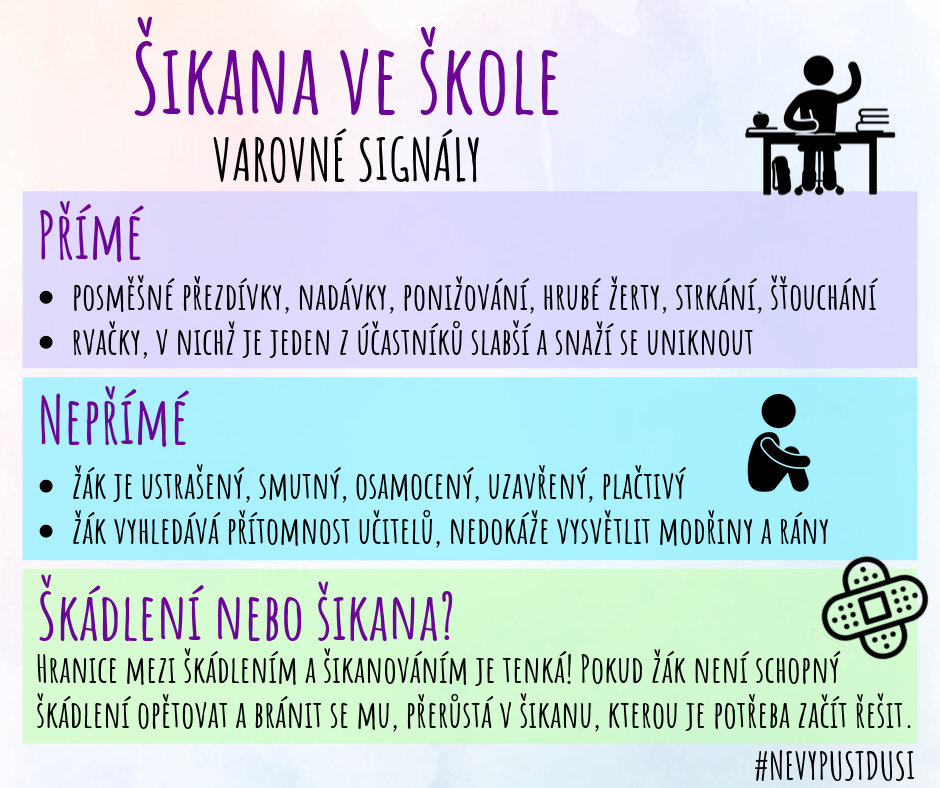 Šikana ve škole
varovné signály
Přímé
• posměšné přezdívky, nadávky, ponižování, hrubé žerty, strkání, šťouchání
• rvačky, v nichž je jeden z účastníků slabší a snaží se uniknout
Nepřímé
• žák je ustrašený, smutný, osamocený, uzavřený, plačtivý
• žák vyhledává přítomnost učitelů, nedokáže vysvětlit modřiny a rány
Škádlení nebo šikana?
Hranice mezi škádlením a šikanováním je tenká! Pokud žák není schopný
škádlení opětovat a bránit se mu, přerůstá v šikanu, kterou je potřeba začít řešit.
#NEVYPUSTDUSI